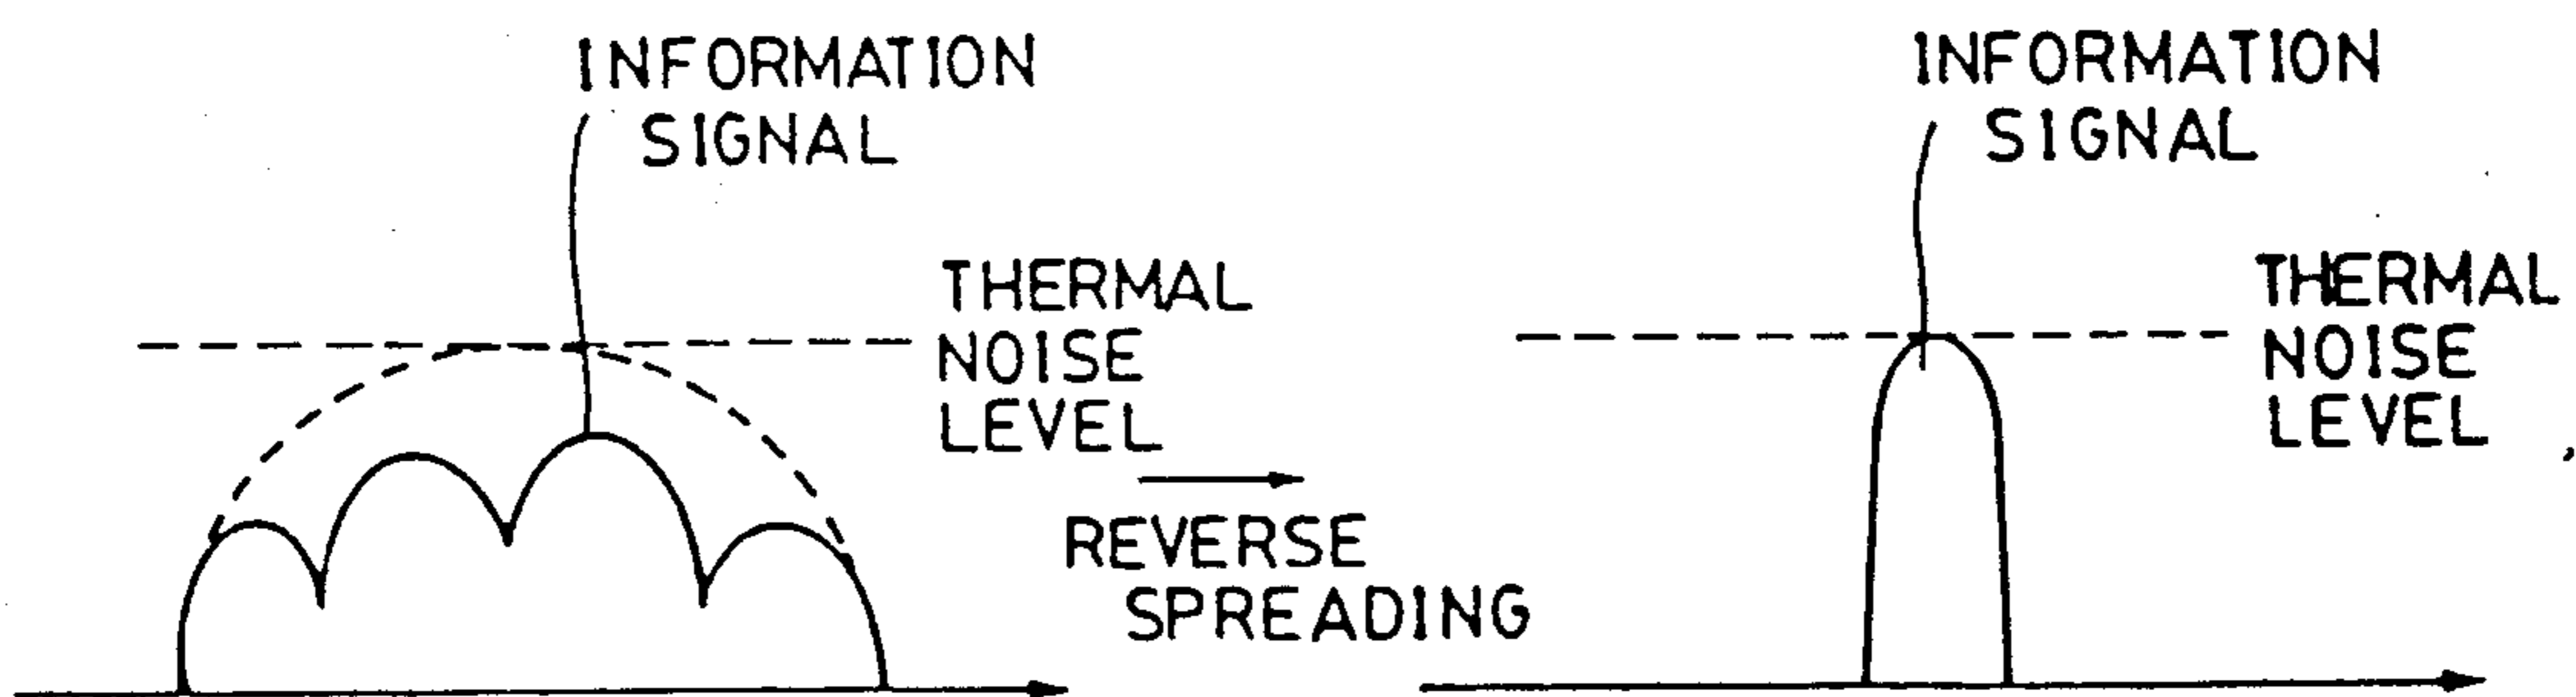 INFORMATION
SIGNAL
THERMAL
NOISE
LEVEL
REVERSE
SPREADING
INFORMATION
SIGNAL
THERMAL
NOISE
LEVEL